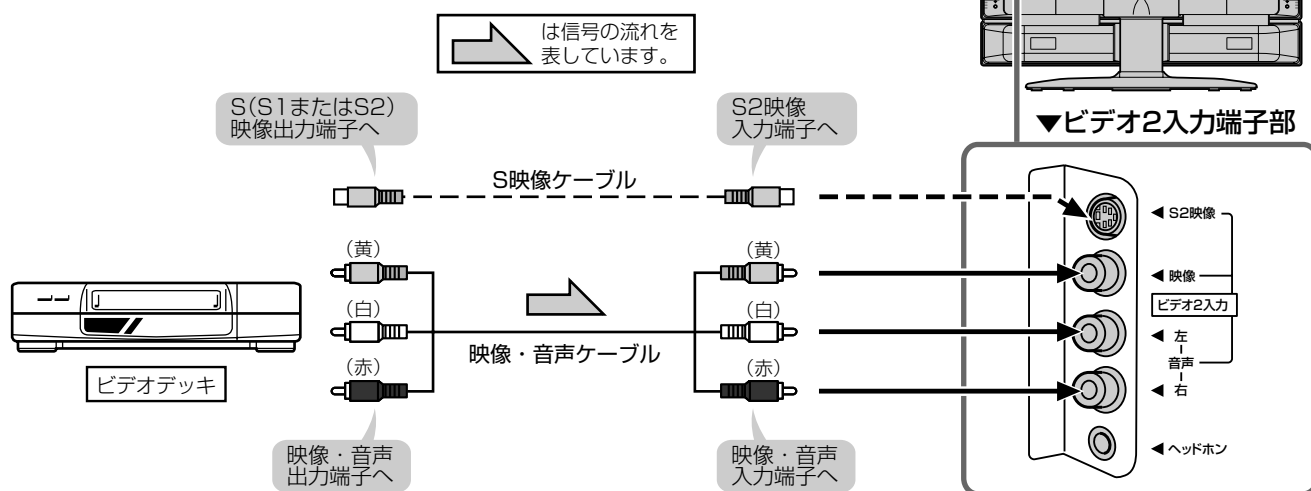 は信号の流れを
表しています。
S(S1またはS2)
映像出力端子へ
S2映像
入力端子へ
▼ビデオ2入力端子部
S映像ケーブル
◀ S2映像
(黄)
(黄)
◀ 映像
ビデオ2入力
(白)
(白)
◀ 左
音声
◀ 右
映像・音声ケーブル
(赤)
(赤)
ビデオデッキ
映像・音声
出力端子へ
映像・音声
入力端子へ
◀ ヘッドホン